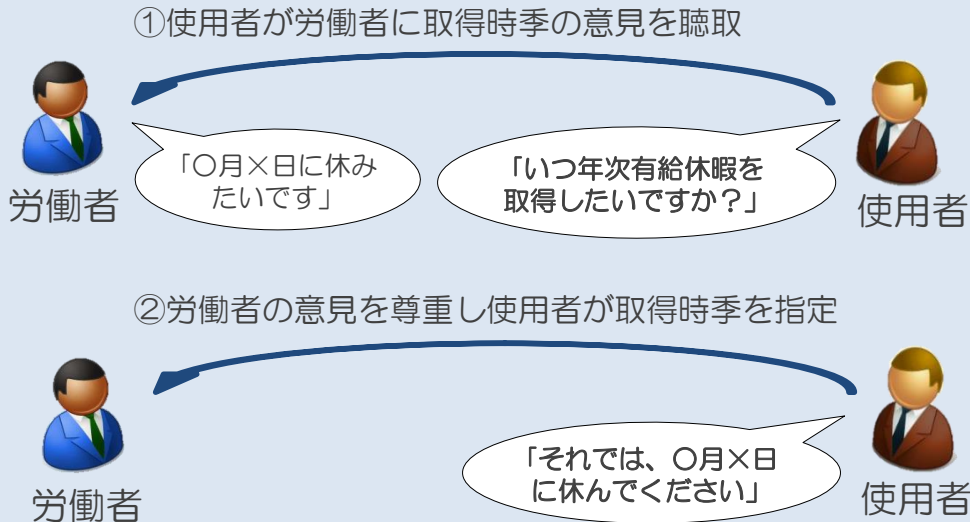 ①使用者が労働者に取得時季の意見を聴取
「〇月×日に休み
たいです」
「いつ年次有給休暇を
取得したいですか？」
労働者
使用者
②労働者の意見を尊重し使用者が取得時季を指定
「それでは、〇月×日
に休んでください」
労働者
使用者